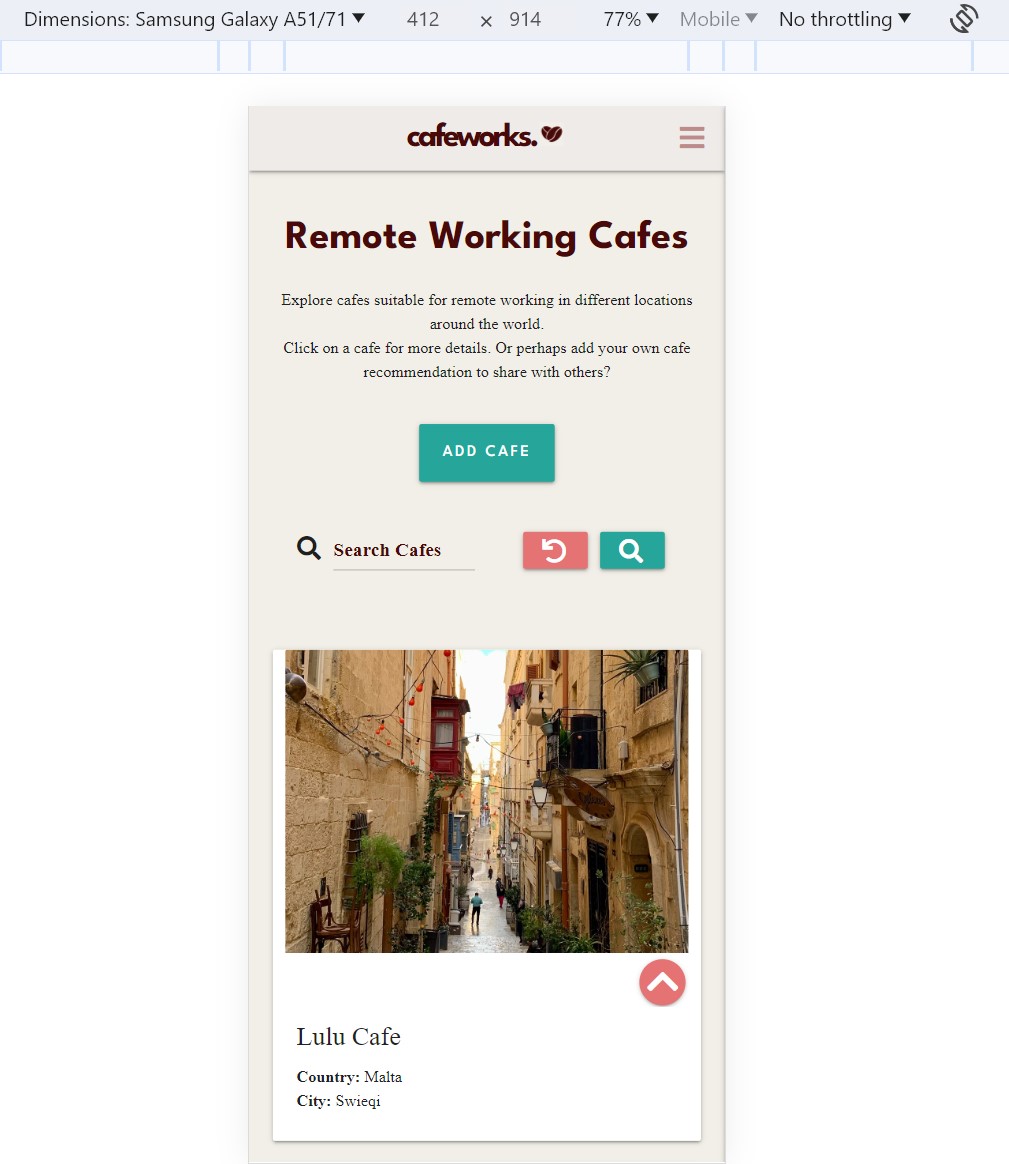 Dimensions: Samsung Galaxy A51/71 412 × 914 77% Mobile No throttling
cafeworks.
Remote Working Cafes
Explore cafes suitable for remote working in different locations
around the world.
Click on a cafe for more details. Or perhaps add your own cafe
recommendation to share with others?
ADD CAFE
Search Cafes
Lulu Cafe
Country: Malta
City: Swieqi